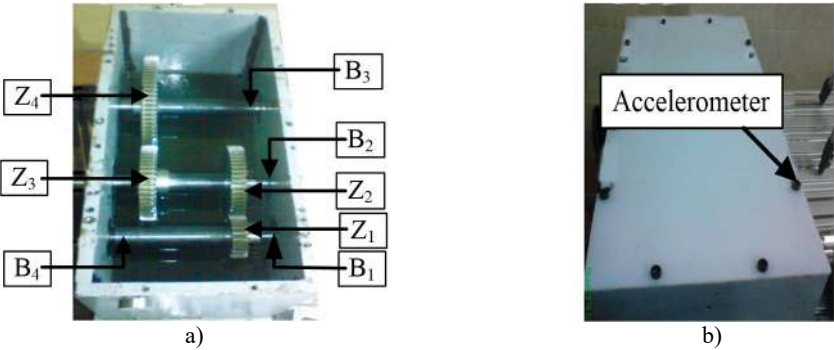 Z4
B3
B2
Z3
Z2
Z1
B4
B1
a)
Accelerometer
b)